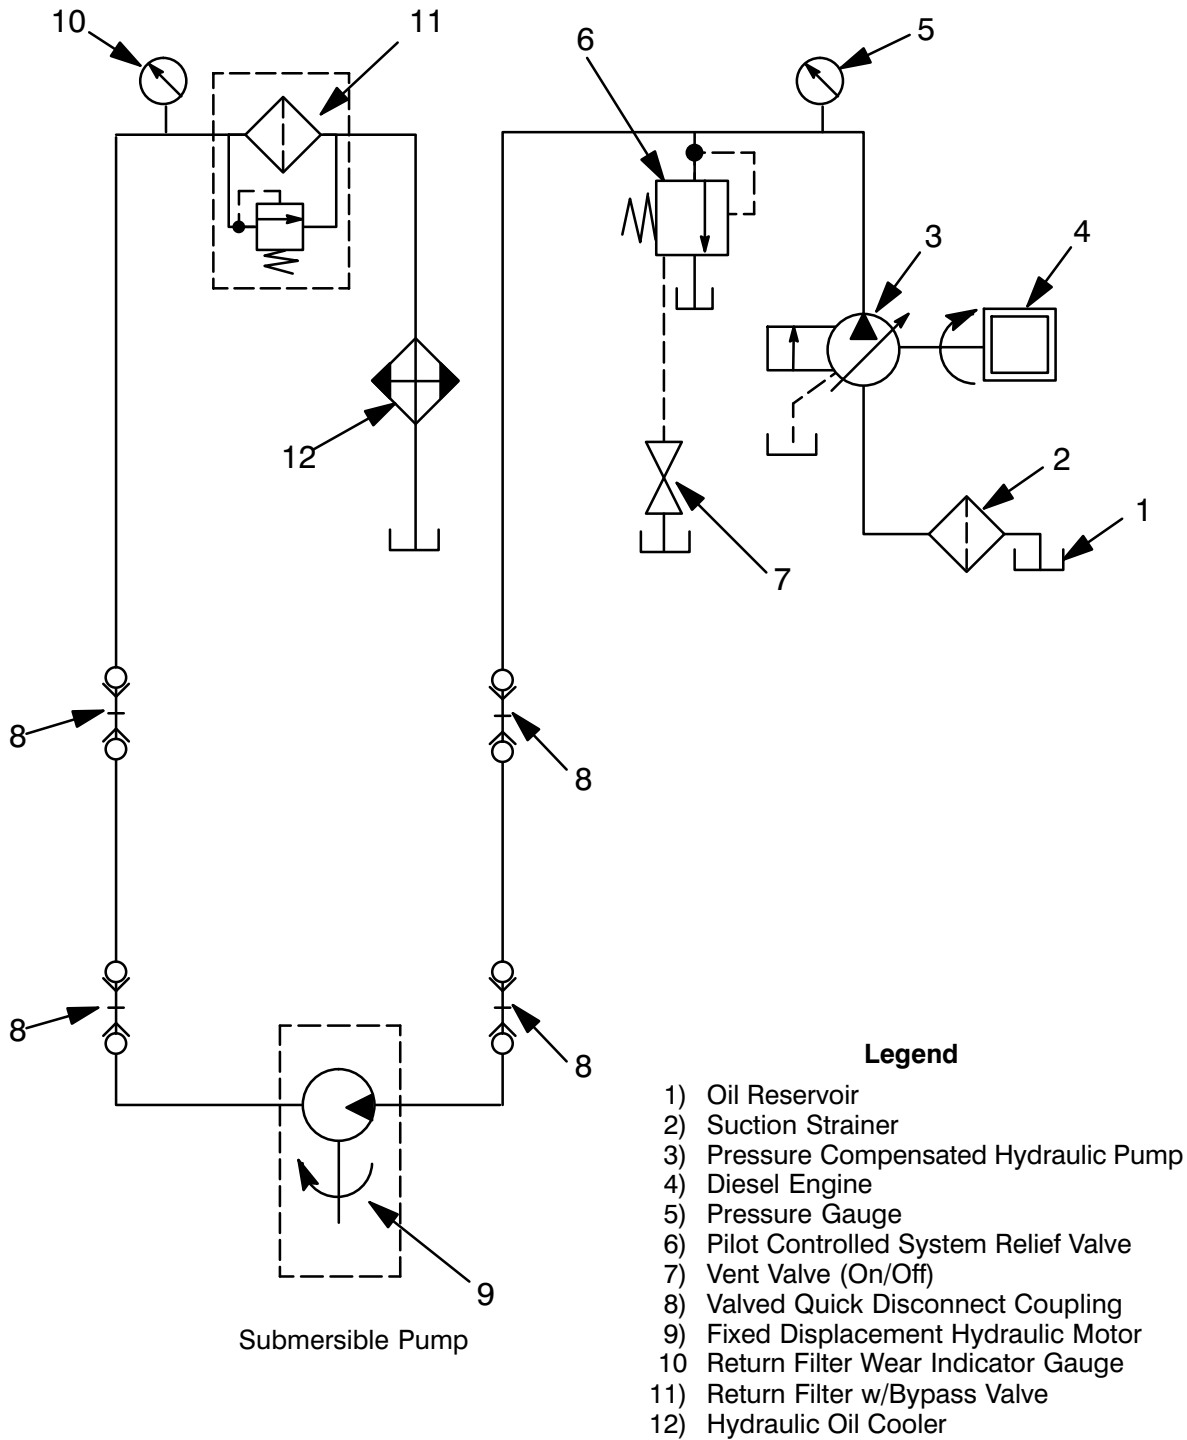 10
11
6
5
3
4
12
2
1
7
8
8
8
8
9
Submersible Pump
Legend
1) Oil Reservoir
2) Suction Strainer
3) Pressure Compensated Hydraulic Pump
4) Diesel Engine
5) Pressure Gauge
6) Pilot Controlled System Relief Valve
7) Vent Valve (On/Off)
8) Valved Quick Disconnect Coupling
9) Fixed Displacement Hydraulic Motor
10 Return Filter Wear Indicator Gauge
11) Return Filter w/Bypass Valve
12) Hydraulic Oil Cooler